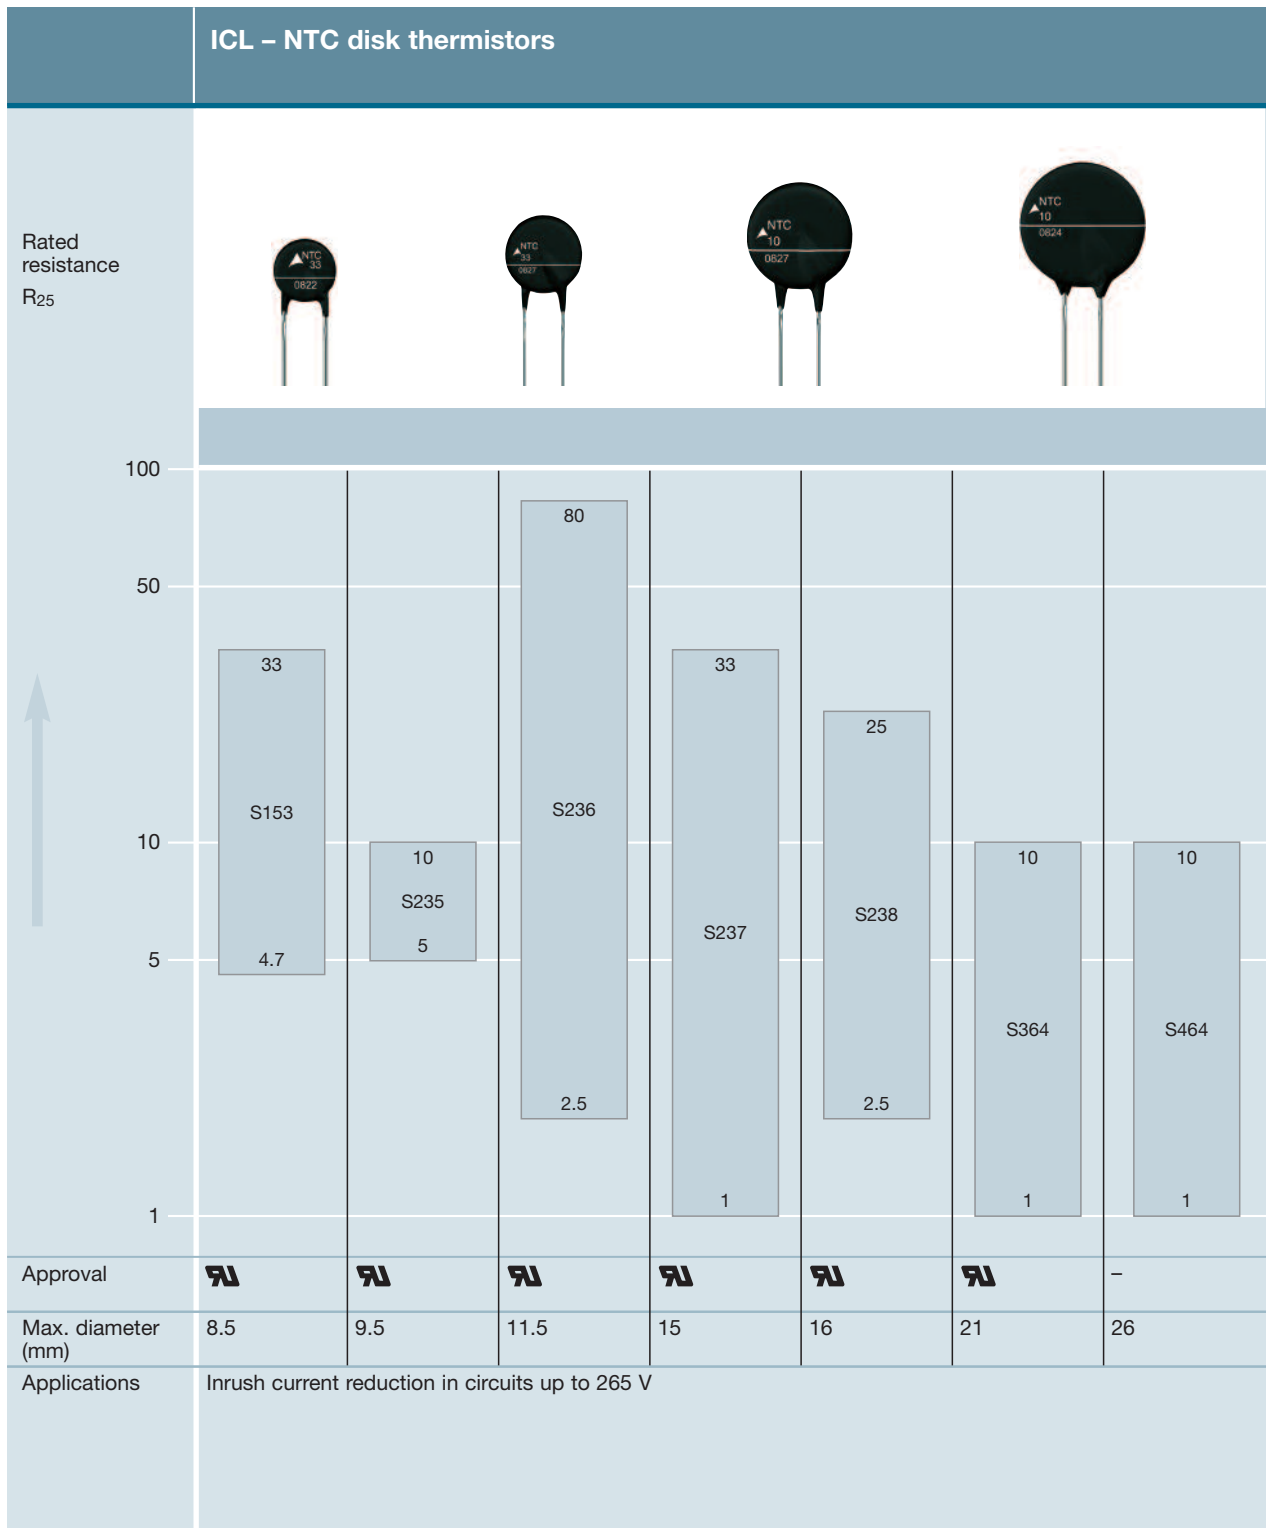 ICL – NTC disk thermistors
NTC
33
0822
NTC
33
0827
NTC
10
0827
NTC
10
0824
Rated
resistance
R25
100
50
10
5
1
33
S153
4.7
10
S235
5
80
S236
2.5
33
S237
1
25
S238
2.5
10
S364
1
10
S464
1
Approval –
Max. diameter 8.5 9.5 11.5 15 16 21 26
(mm)
Applications Inrush current reduction in circuits up to 265 V